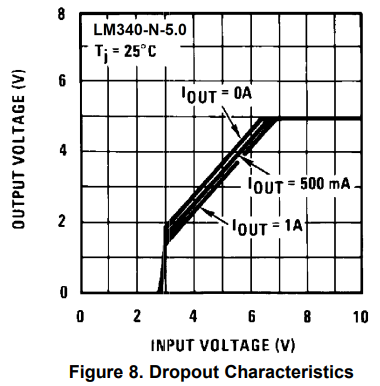 8
LM340-N-5.0
Tj = 25°C
6
IOUT = 0A
OUTPUT VOLTAGE (V)
4
IOUT = 500 mA
2
IOUT = 1A
0
0 2 4 6 8 10
INPUT VOLTAGE (V)
Figure 8. Dropout Characteristics